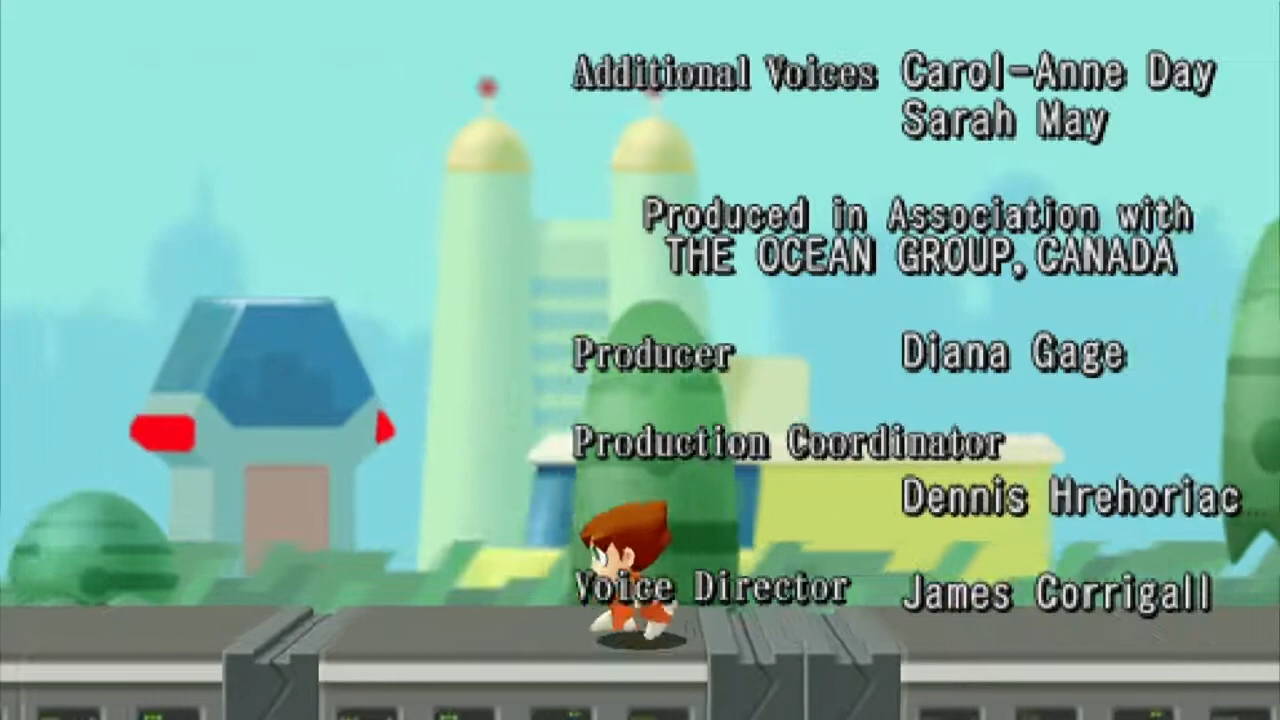 Additional Voices Carol-Anne Day
Sarah May
Produced in Association with
THE OCEAN GROUP, CANADA
Producer Diana Gage
Production Coordinator
Dennis Hrehoriac
Voice Director James Corrigall